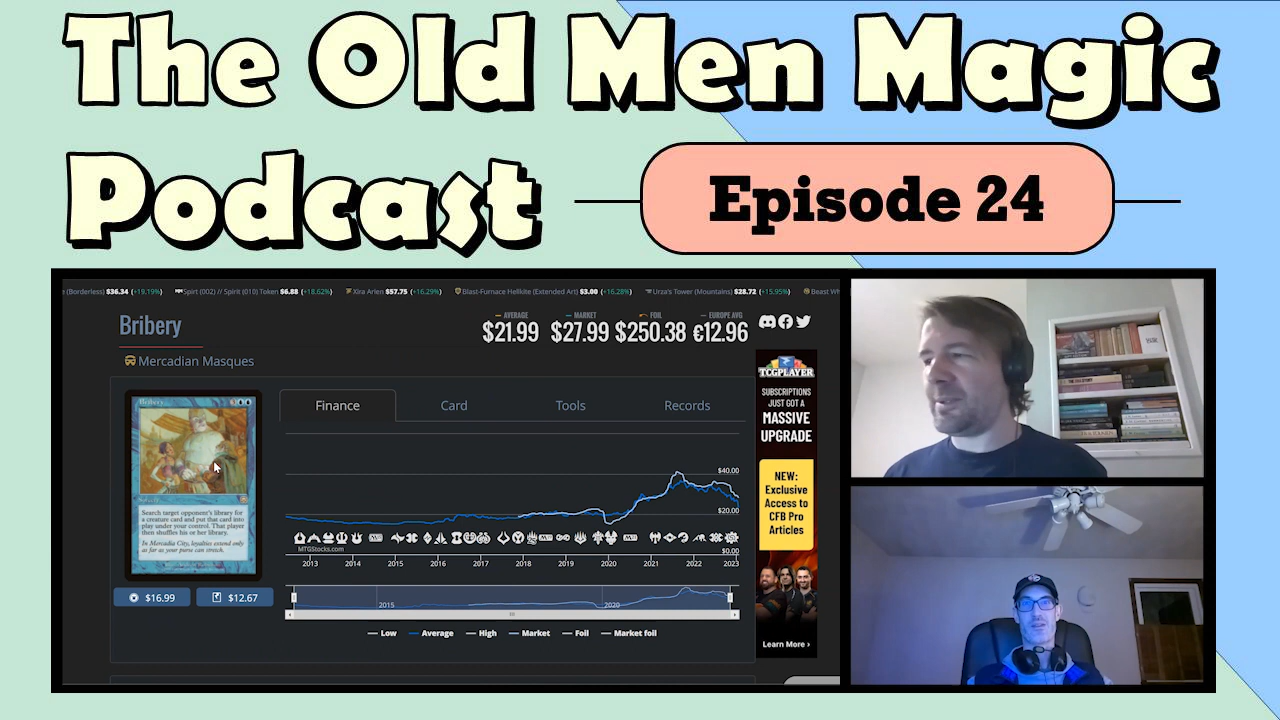 The Old Men Magic
Podcast
Episode 24
(Borderless) $36.34 (+19.19%) Spirt (002) // Spirit (010) Token $6.88 (+18.62%) Xira Arien $57.75 (+16.29%) Blast-Furnace Hellkite (Extended Art) $3.00 (+16.28%) Urza's Tower (Mountains) $28.72 (+15.95%) Beast
Bribery
AVERAGE MARKET FOIL EUROPE AVG
$21.99 $27.99 $250.38 €12.96
Mercadian Masques
Finance Card Tools Records
Bribery
Search target opponent's library for
a creature card and put that card into
play under your control. That player
then shuffles his or her library.
In Mercadia City, loyalties extend only
as far as your purse can stretch.
$16.99 $12.67
$40.00
$20.00
$0.00
MTGStocks.com
2013 2014 2015 2016 2017 2018 2019 2020 2021 2022 2023
2015 2020
Low Average High Market Foil Market foil
TCGPLAYER
SUBSCRIPTIONS
JUST GOT A
MASSIVE
UPGRADE
NEW:
Exclusive
Access to
CFB Pro
Articles
Learn More ›